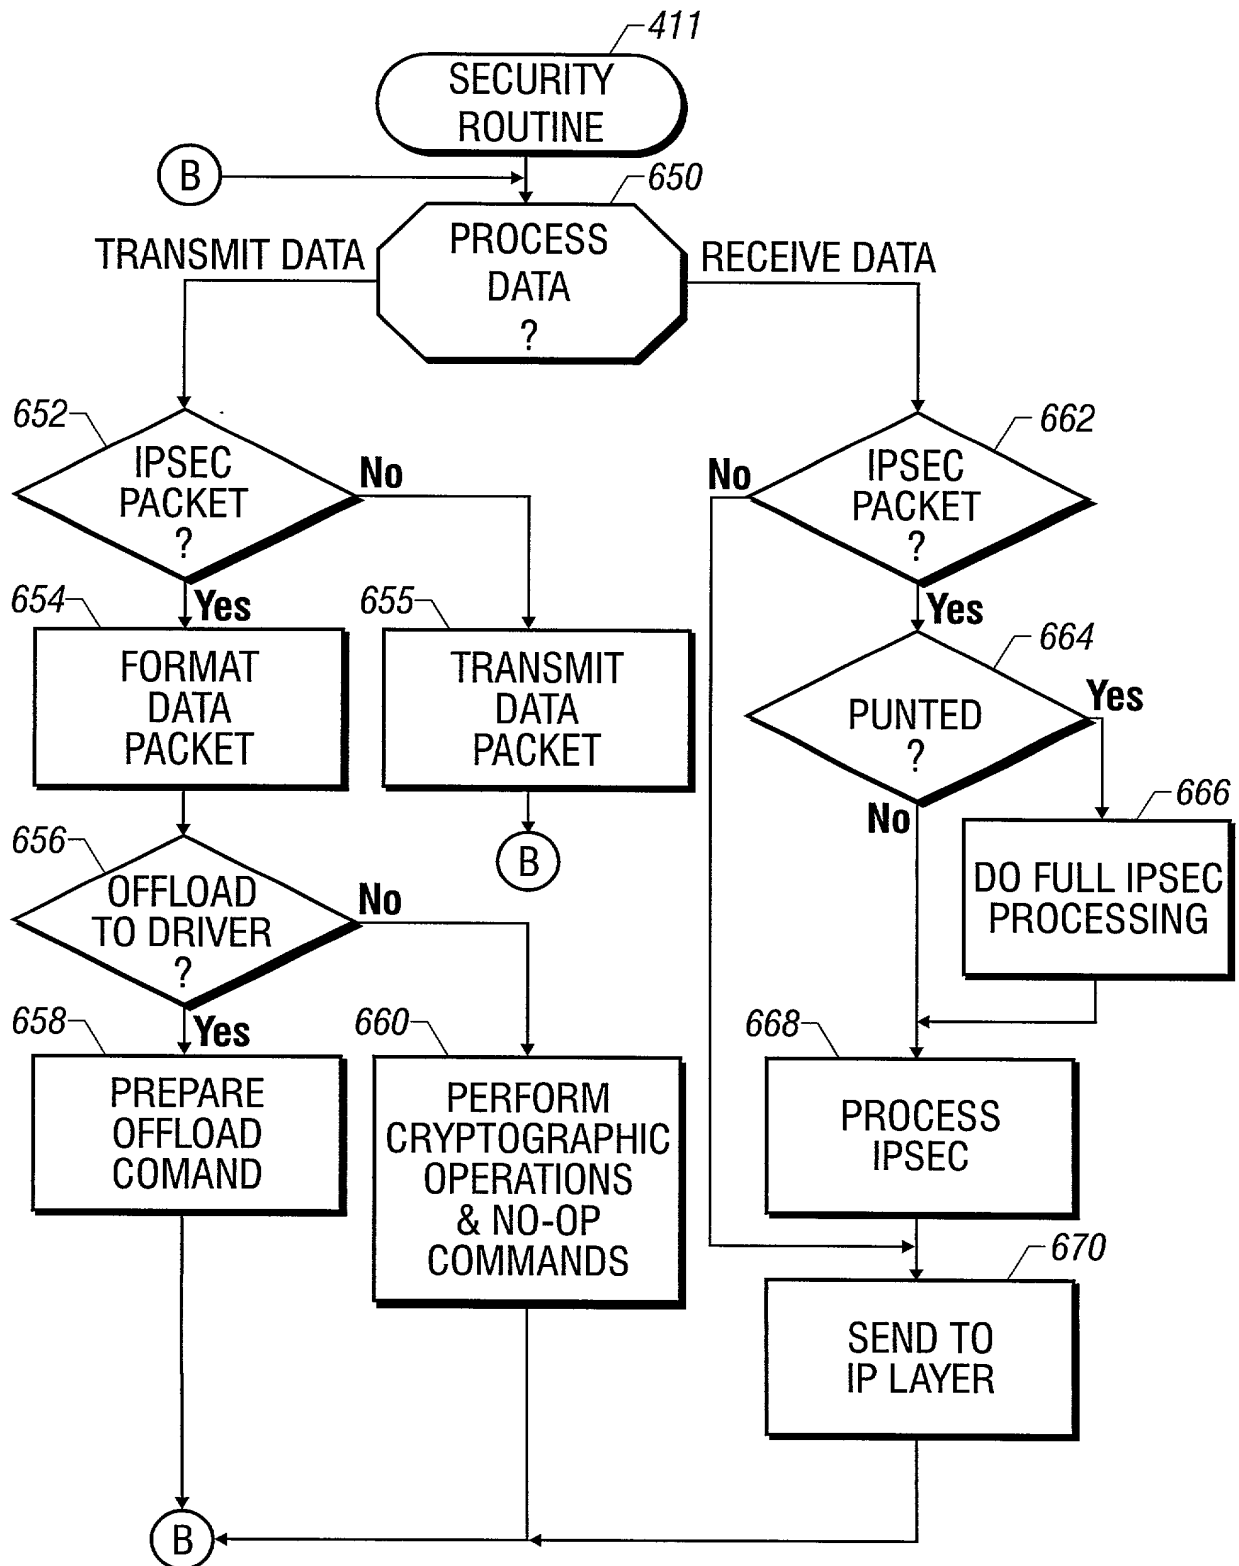 411
SECURITY
ROUTINE
B
650
TRANSMIT DATA
PROCESS
DATA
?
RECEIVE DATA
652
IPSEC
PACKET
?
No
662
No
IPSEC
PACKET
?
654
Yes
655
Yes
664
FORMAT
DATA
PACKET
TRANSMIT
DATA
PACKET
PUNTED
?
Yes
No
666
656
OFFLOAD
TO DRIVER
?
No
B
DO FULL IPSEC
PROCESSING
658
Yes
660
668
PREPARE
OFFLOAD
COMAND
PERFORM
CRYPTOGRAPHIC
OPERATIONS
& NO-OP
COMMANDS
PROCESS
IPSEC
670
SEND TO
IP LAYER
B